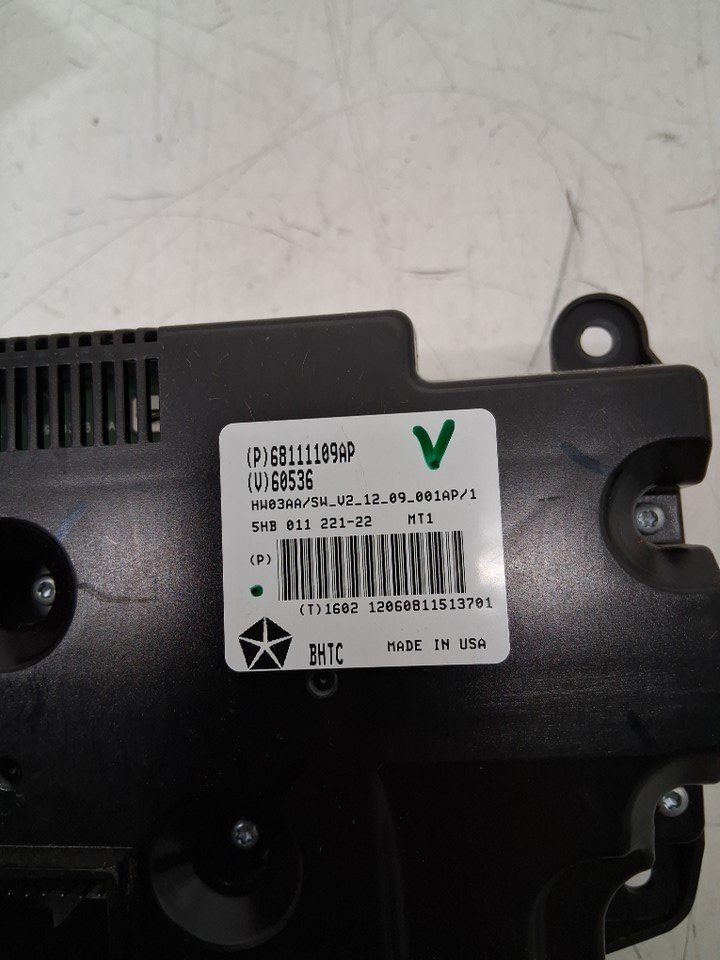 (P)68111109AP
V
(V)60536
HW03AA/SW_V2_12_09_001AP/1
5HB 011 221-22 MT1
(P)
(T)1602 12060811513701
BHTC MADE IN USA